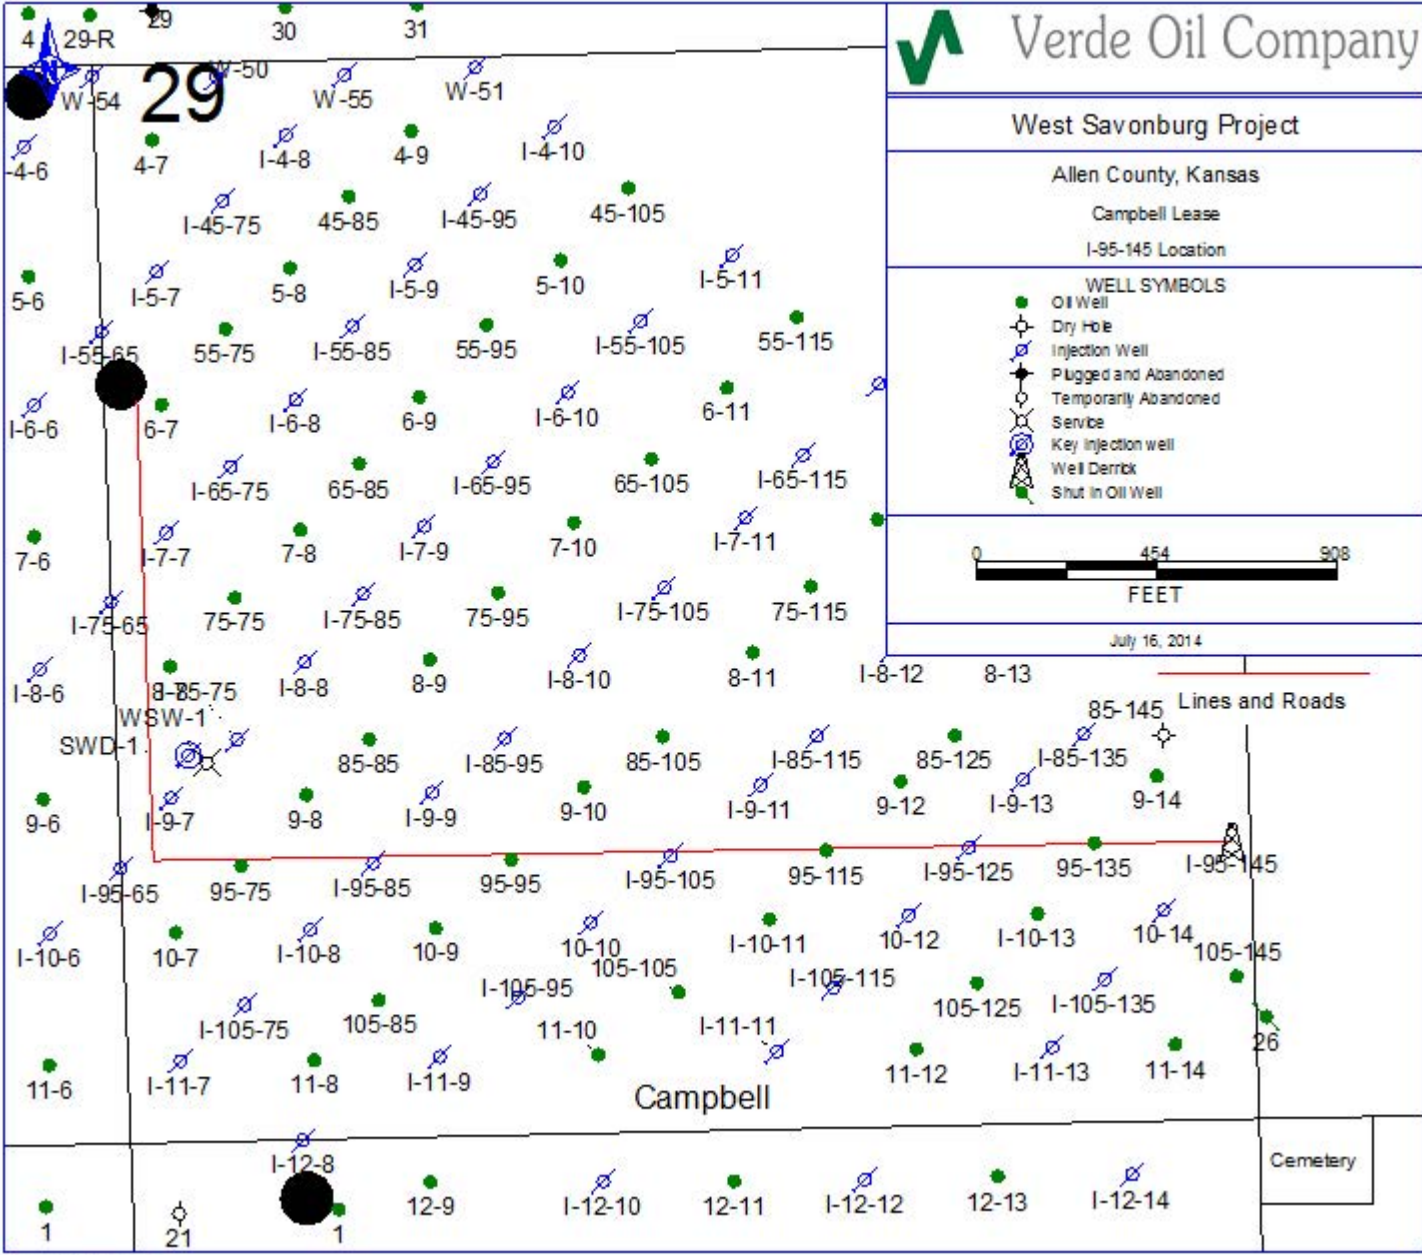 4
29-R
29
30
31
W-54
W-50
29
W-55
W-51
-4-6
4-7
I-4-8
4-9
I-4-10
I-45-75
45-85
I-45-95
45-105
5-6
I-5-7
5-8
I-5-9
5-10
I-5-11
I-55-65
55-75
I-55-85
55-95
I-55-105
55-115
I-6-6
6-7
I-6-8
6-9
I-6-10
6-11
I-65-75
65-85
I-65-95
65-105
I-65-115
7-6
I-7-7
7-8
I-7-9
7-10
I-7-11
I-75-65
75-75
I-75-85
75-95
I-75-105
75-115
I-8-6
I-8-8
8-9
I-8-10
8-11
I-8-12
8-13
WSW-1
SWD-1
85-85
I-85-95
85-105
I-85-115
85-125
I-85-135
85-145
9-6
I-9-7
9-8
I-9-9
9-10
I-9-11
9-12
I-9-13
9-14
I-95-65
95-75
I-95-85
95-95
I-95-105
95-115
I-95-125
95-135
I-95-145
I-10-6
10-7
I-10-8
10-9
10-10
I-10-11
10-12
I-10-13
10-14
I-105-75
105-85
I-105-95
105-105
I-105-115
105-125
I-105-135
105-145
11-6
I-11-7
11-8
I-11-9
11-10
I-11-11
11-12
I-11-13
11-14
26
Campbell
I-12-8
1
21
1
12-9
I-12-10
12-11
I-12-12
12-13
I-12-14
Cemetery
Verde Oil Company
West Savonburg Project
Allen County, Kansas
Campbell Lease
I-95-145 Location
WELL SYMBOLS
Oil Well
Dry Hole
Injection Well
Plugged and Abandoned
Temporarily Abandoned
Service
Key Injection well
Well Derrick
Shut In Oil Well
0 454 908
FEET
July 16, 2014
Lines and Roads